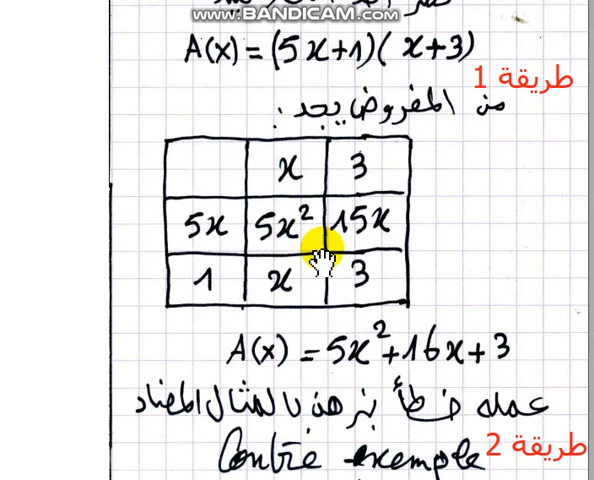 www.BANDICAM.com
A(x) = (5x+1)(x+3)
طريقة 1
من المفروض يجد:
x 3
5x 5x² 15x
1 x 3
A(x) = 5x²+16x+3
عمله خطأ نبرهن بالمثال المضاد
طريقة 2
Contre exemple